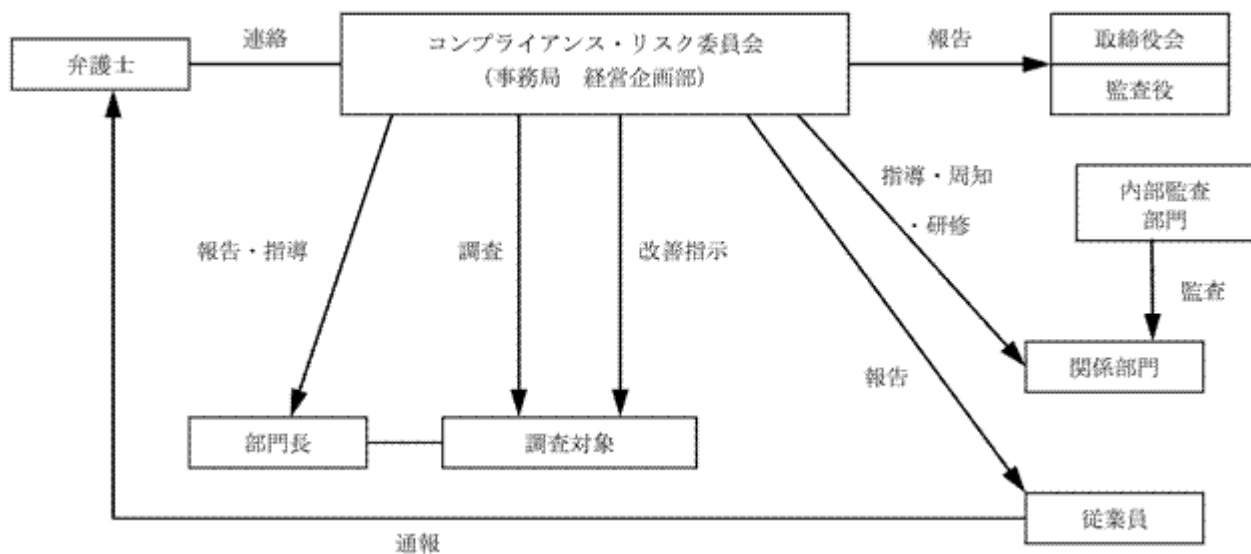 連絡
コンプライアンス・リスク委員会
(事務局　経営企画部)
報告
取締役会
監査役
弁護士
指導・周知
・研修
内部監査
部門
報告・指導
調査
改善指示
監査
関係部門
報告
部門長
調査対象
従業員
通報